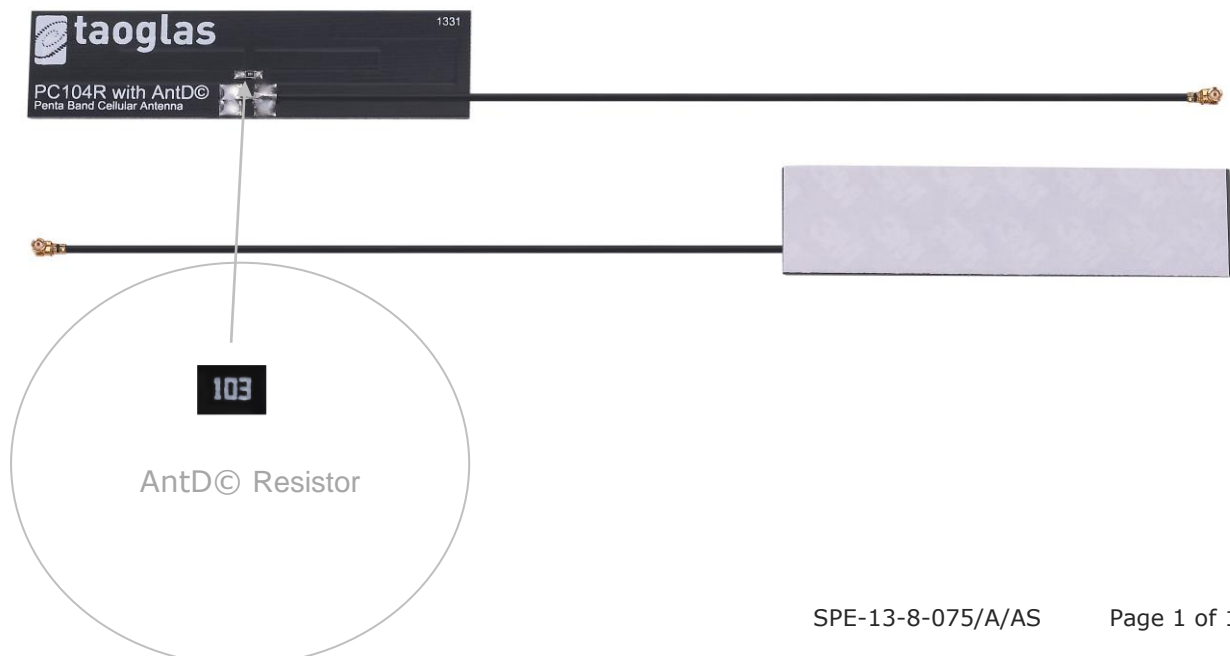 taoglas
1331
PC104R with AntD©
Penta Band Cellular Antenna
103
AntD© Resistor
SPE-13-8-075/A/AS Page 1 of